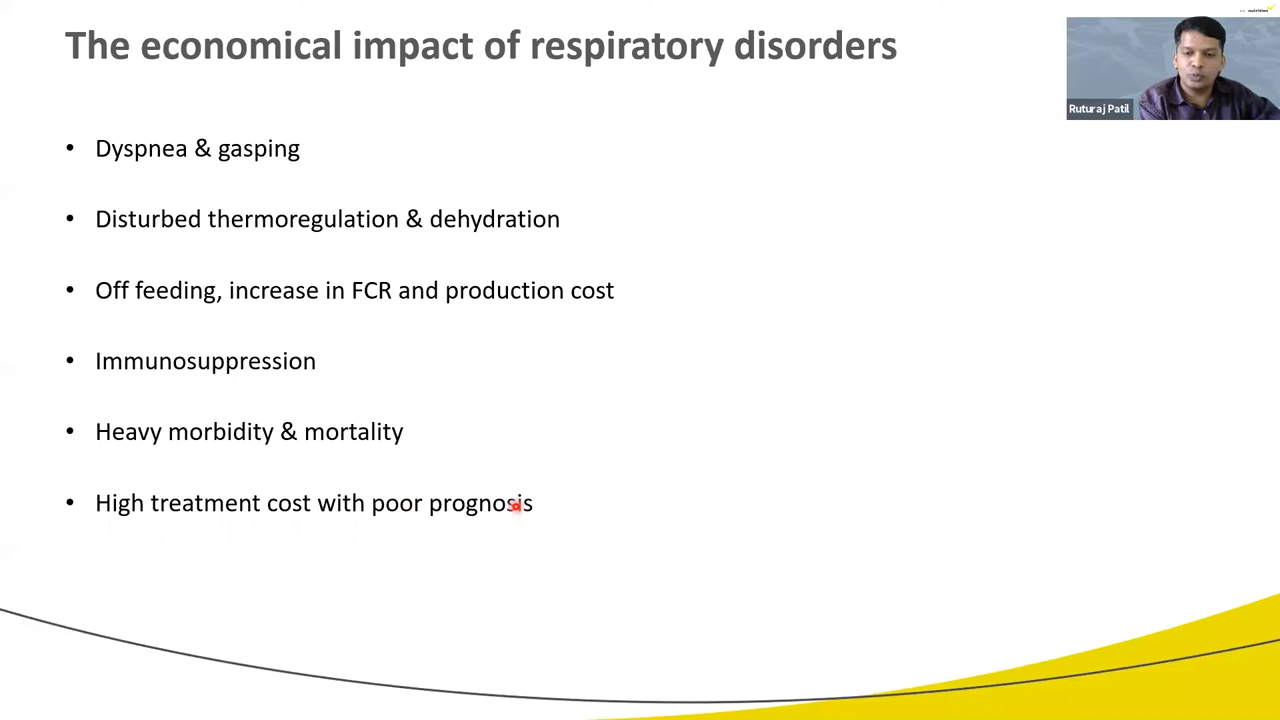 The economical impact of respiratory disorders
nutrition
Ruturaj Patil
• Dyspnea & gasping
• Disturbed thermoregulation & dehydration
• Off feeding, increase in FCR and production cost
• Immunosuppression
• Heavy morbidity & mortality
• High treatment cost with poor prognosis